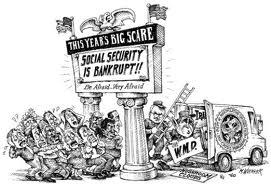 THIS YEAR'S BIG SCARE
SOCIAL SECURITY
IS BANKRUPT!!
Be Afraid...Very Afraid
W.M.D.